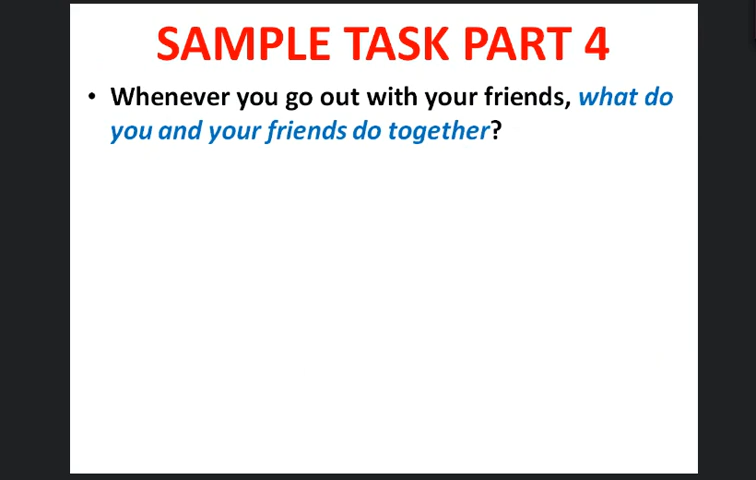 SAMPLE TASK PART 4
• Whenever you go out with your friends, what do
you and your friends do together?